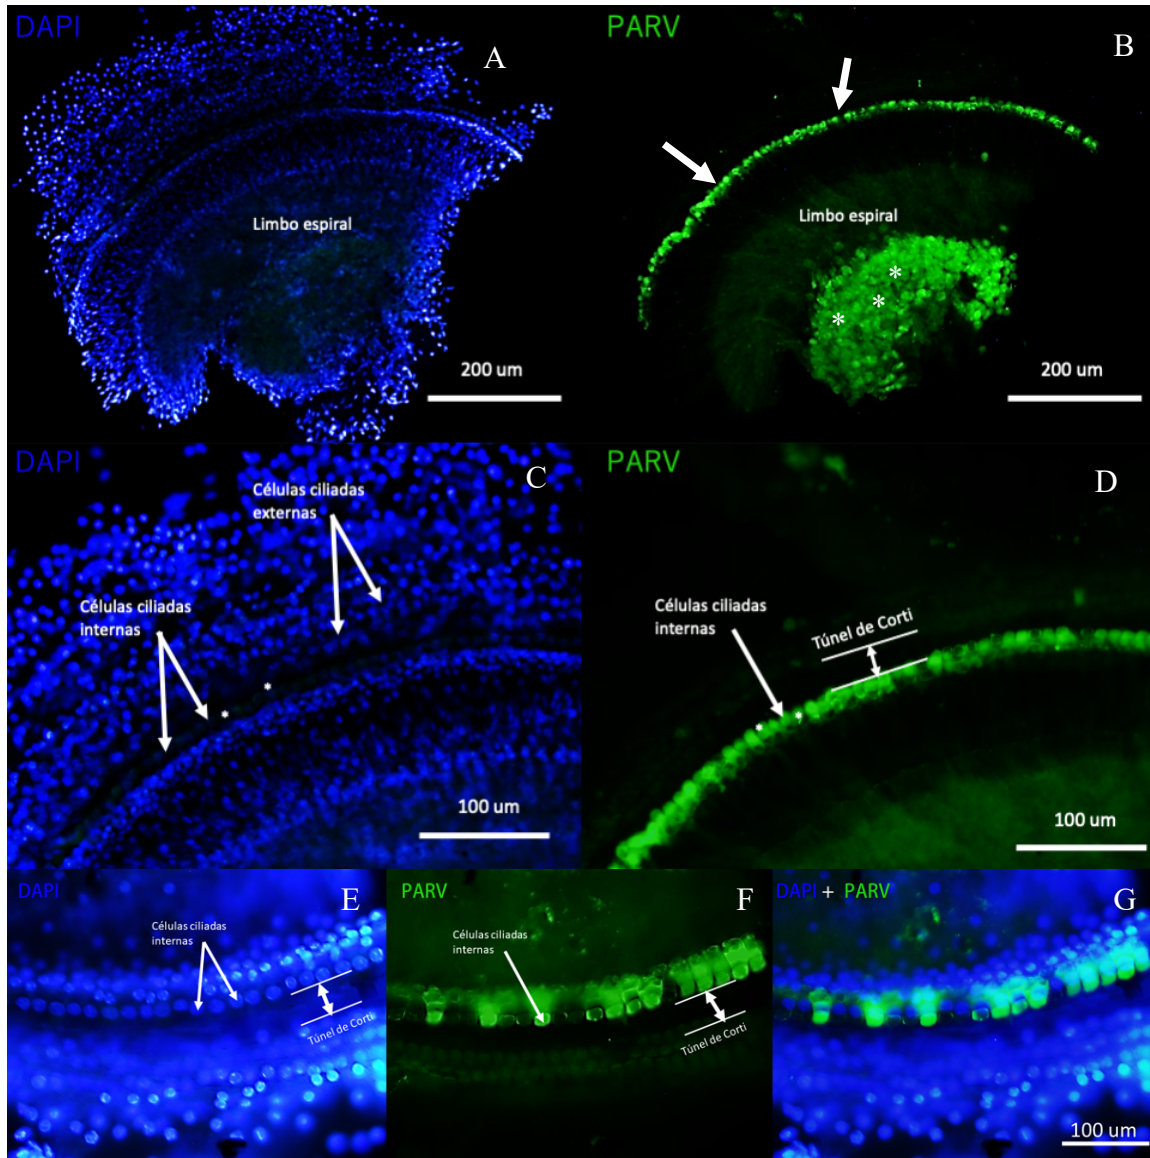 DAPI
A
Limbo espiral
200 um
PARV
B
Limbo espiral
* * *
200 um
DAPI
C
Células ciliadas
externas
Células ciliadas
internas
* *
100 um
PARV
D
Células ciliadas
internas
Túnel de Corti
* *
100 um
DAPI
E
Células ciliadas
internas
Túnel de Corti
PARV
F
Células ciliadas
internas
Túnel de Corti
DAPI + PARV
G
100 um